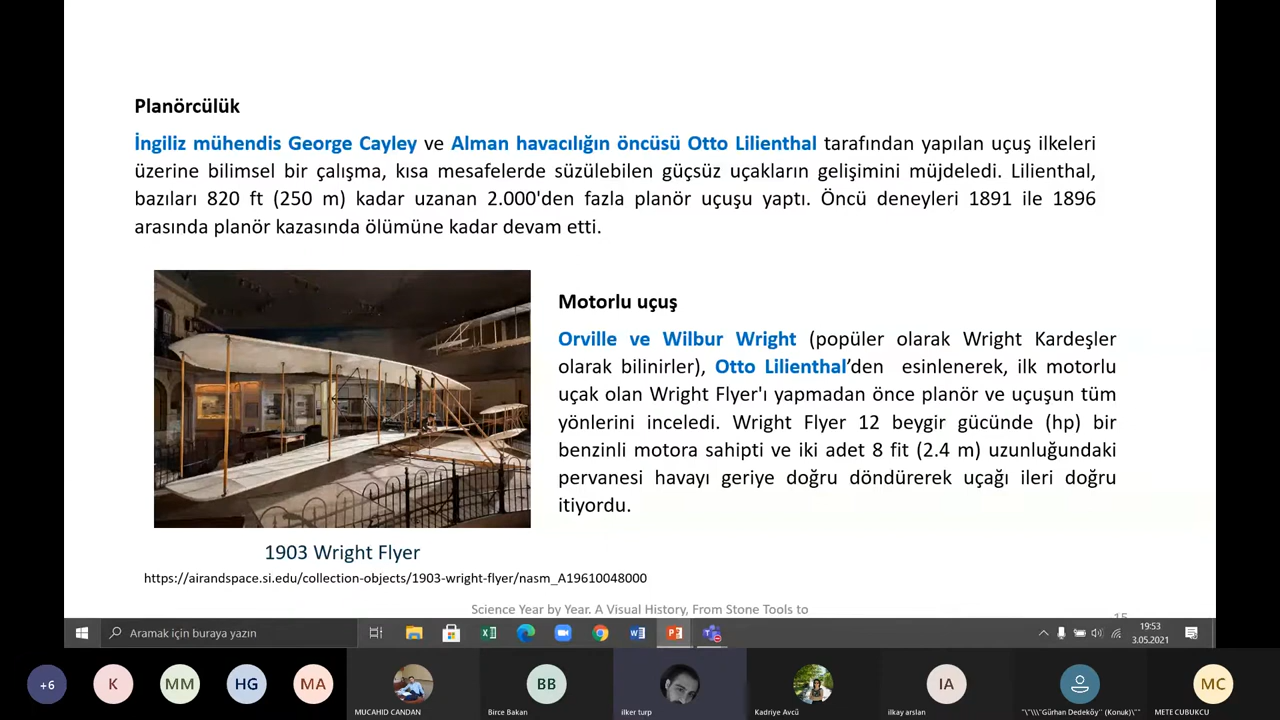 Planörcülük
İngiliz mühendis George Cayley ve Alman havacılığın öncüsü Otto Lilienthal tarafından yapılan uçuş ilkeleri
üzerine bilimsel bir çalışma, kısa mesafelerde süzülebilen güçsüz uçakların gelişimini müjdeledi. Lilienthal,
bazıları 820 ft (250 m) kadar uzanan 2.000'den fazla planör uçuşu yaptı. Öncü deneyleri 1891 ile 1896
arasında planör kazasında ölümüne kadar devam etti.
Motorlu uçuş
Orville ve Wilbur Wright (popüler olarak Wright Kardeşler
olarak bilinirler), Otto Lilienthal’den esinlenerek, ilk motorlu
uçak olan Wright Flyer'ı yapmadan önce planör ve uçuşun tüm
yönlerini inceledi. Wright Flyer 12 beygir gücünde (hp) bir
benzinli motora sahipti ve iki adet 8 fit (2.4 m) uzunluğundaki
pervanesi havayı geriye doğru döndürerek uçağı ileri doğru
itiyordu.
1903 Wright Flyer
https://airandspace.si.edu/collection-objects/1903-wright-flyer/nasm_A19610048000
Science Year by Year. A Visual History, From Stone Tools to
15
Aramak için buraya yazın
19:53
3.05.2021
+6
K
MM
HG
MA
MUCAHID CANDAN
BB
Birce Bakan
ilker turp
Kadriye Avcû
IA
ilkay arslan
"\"\\\"Gürhan Dedeköy" (Konuk)\""
MC
METE CUBUKCU